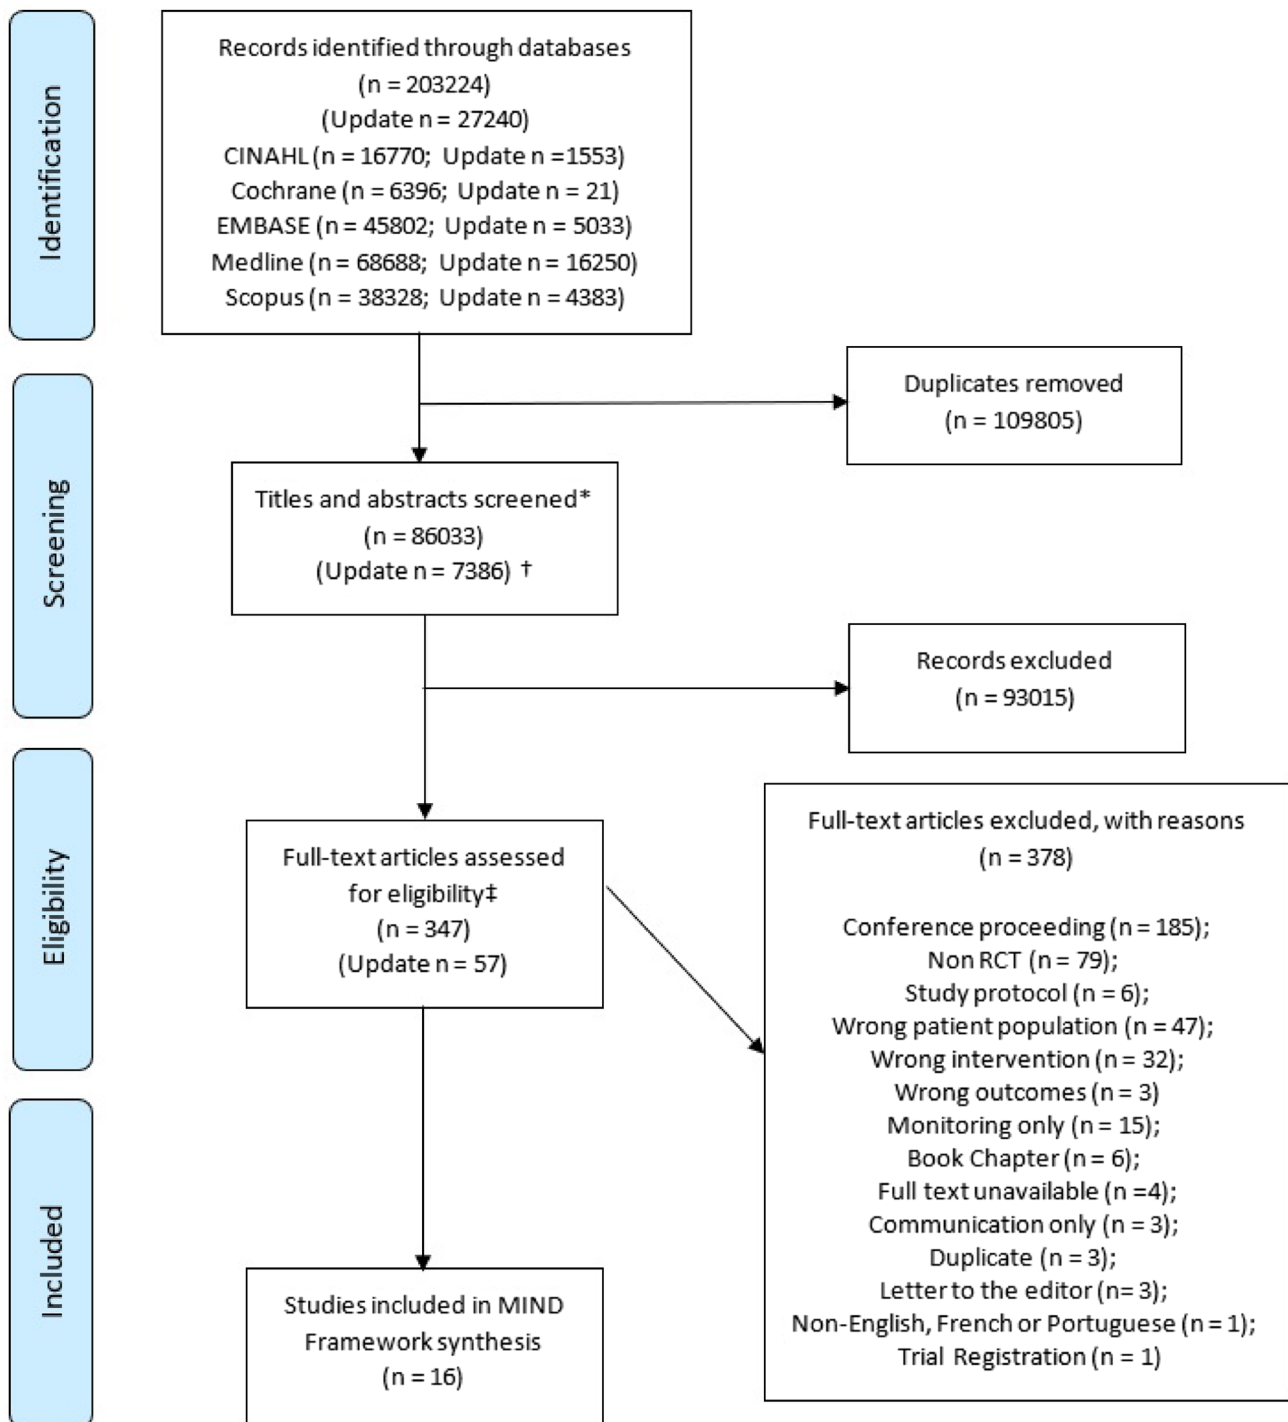 Identification
Records identified through databases
(n = 203224)
(Update n = 27240)
CINAHL (n = 16770; Update n =1553)
Cochrane (n = 6396; Update n = 21)
EMBASE (n = 45802; Update n = 5033)
Medline (n = 68688; Update n = 16250)
Scopus (n = 38328; Update n = 4383)
Duplicates removed
(n = 109805)
Screening
Titles and abstracts screened*
(n = 86033)
(Update n = 7386) †
Records excluded
(n = 93015)
Eligibility
Full-text articles assessed
for eligibility‡
(n = 347)
(Update n = 57)
Full-text articles excluded, with reasons
(n = 378)
Conference proceeding (n = 185);
Non RCT (n = 79);
Study protocol (n = 6);
Wrong patient population (n = 47);
Wrong intervention (n = 32);
Wrong outcomes (n = 3)
Monitoring only (n = 15);
Book Chapter (n = 6);
Full text unavailable (n =4);
Communication only (n = 3);
Duplicate (n = 3);
Letter to the editor (n= 3);
Non-English, French or Portuguese (n = 1);
Trial Registration (n = 1)
Included
Studies included in MIND
Framework synthesis
(n = 16)